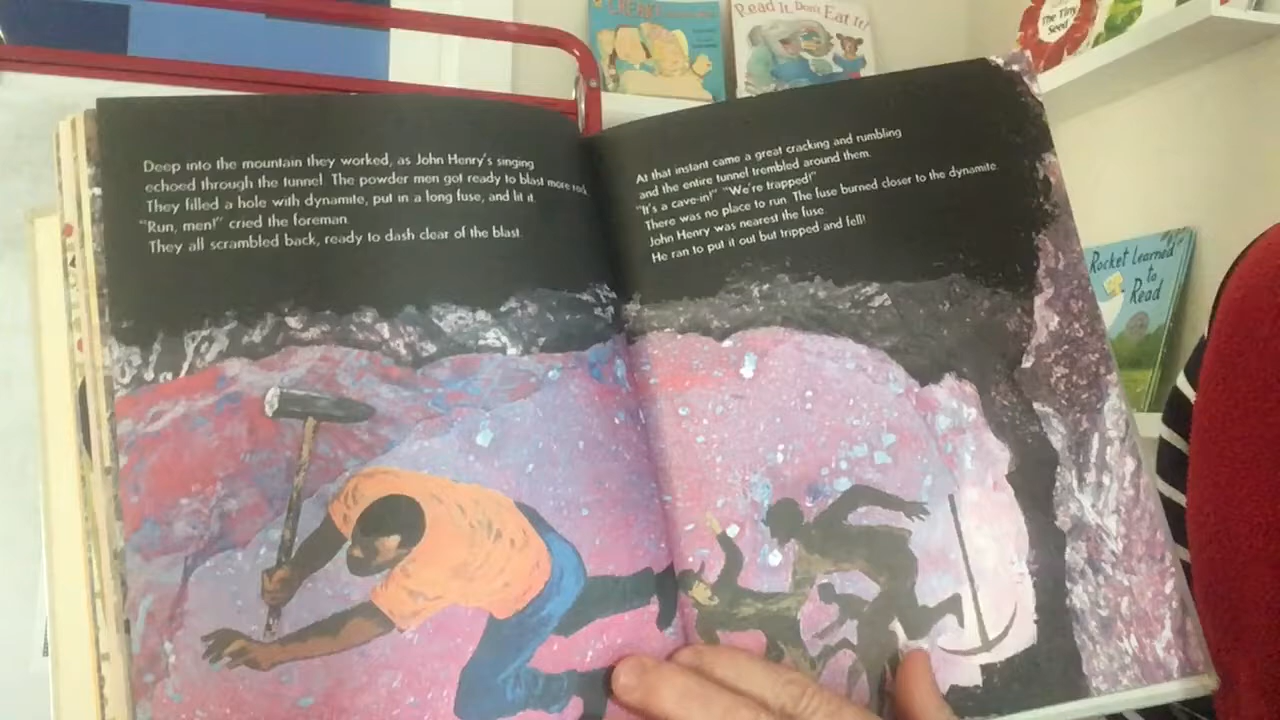 Read It, Don't Eat It!
The Tiny
Seed
Deep into the mountain they worked, as John Henry's singing
echoed through the tunnel. The powder men got ready to blast more rock.
They filled a hole with dynamite, put in a long fuse, and lit it.
"Run, men!" cried the foreman.
They all scrambled back, ready to dash clear of the blast.
At that instant came a great cracking and rumbling
and the entire tunnel trembled around them.
"It's a cave-in!" "We're trapped!"
There was no place to run. The fuse burned closer to the dynamite.
John Henry was nearest the fuse.
He ran to put it out but tripped and fell!
Rocket Learned
to
Read